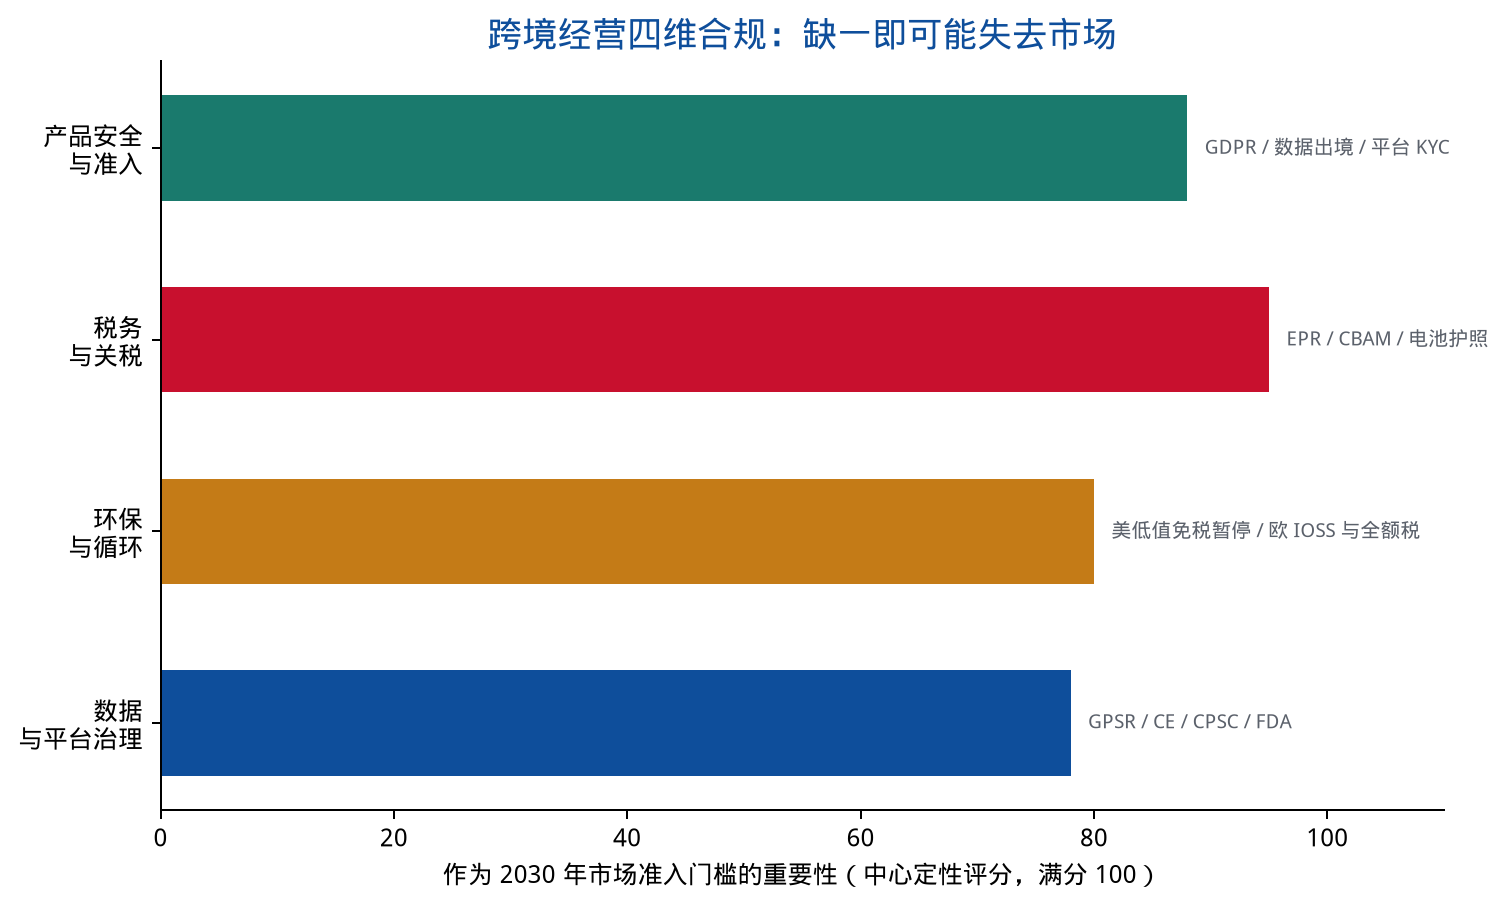 跨境经营四维合规：缺一即可能失去市场
产品安全
与准入
GDPR / 数据出境 / 平台 KYC
税务
与关税
EPR / CBAM / 电池护照
环保
与循环
美低值免税暂停 / 欧 IOSS 与全额税
数据
与平台治理
GPSR / CE / CPSC / FDA
0 20 40 60 80 100
作为 2030 年市场准入门槛的重要性（中心定性评分，满分 100）